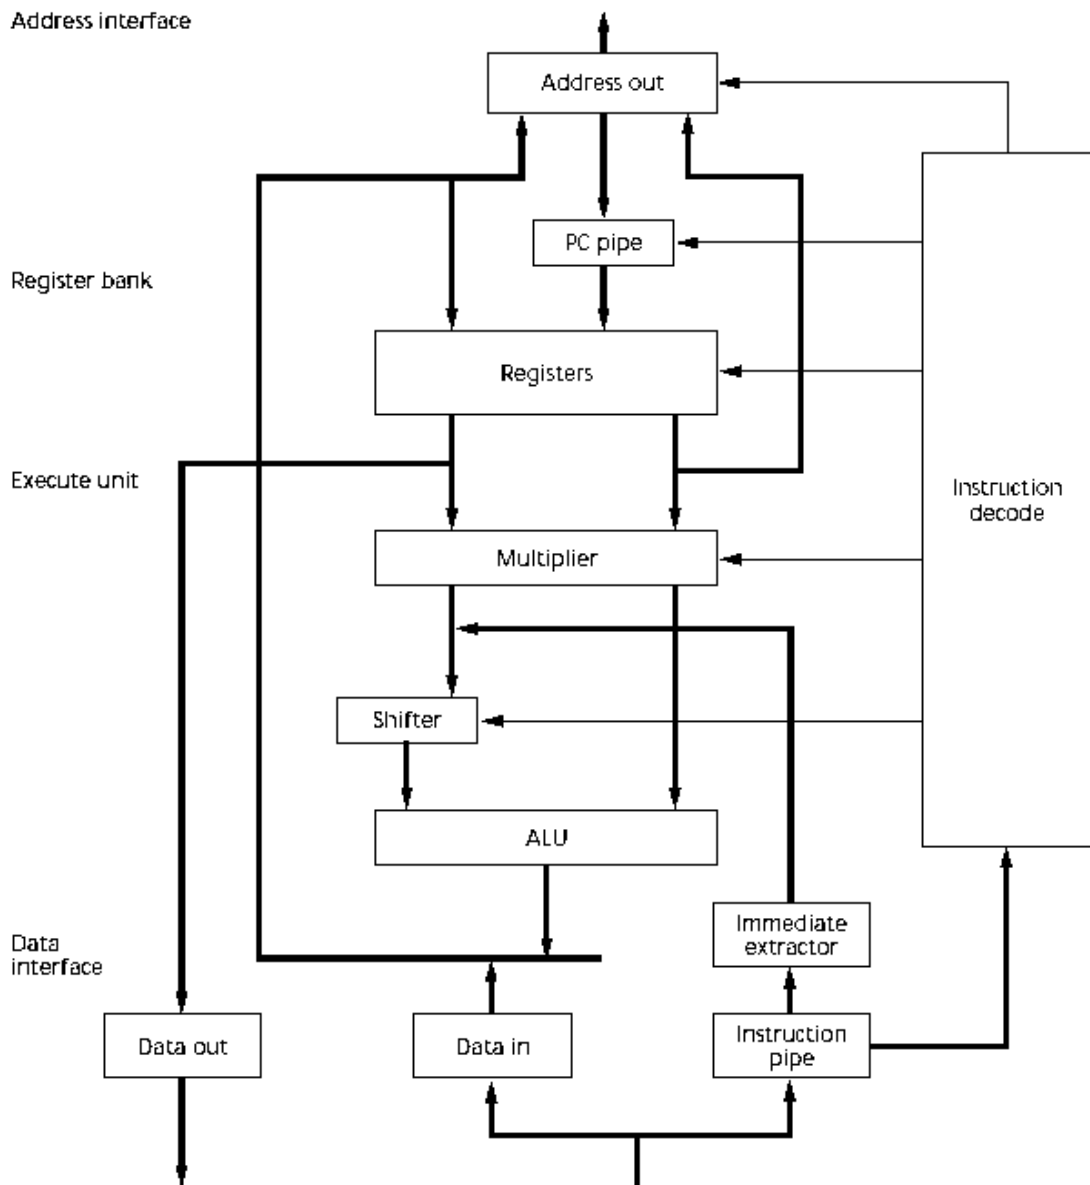 Address interface
Address out
PC pipe
Register bank
Registers
Execute unit
Instruction
decode
Multiplier
Shifter
ALU
Immediate
extractor
Data
interface
Data out
Data in
Instruction
pipe